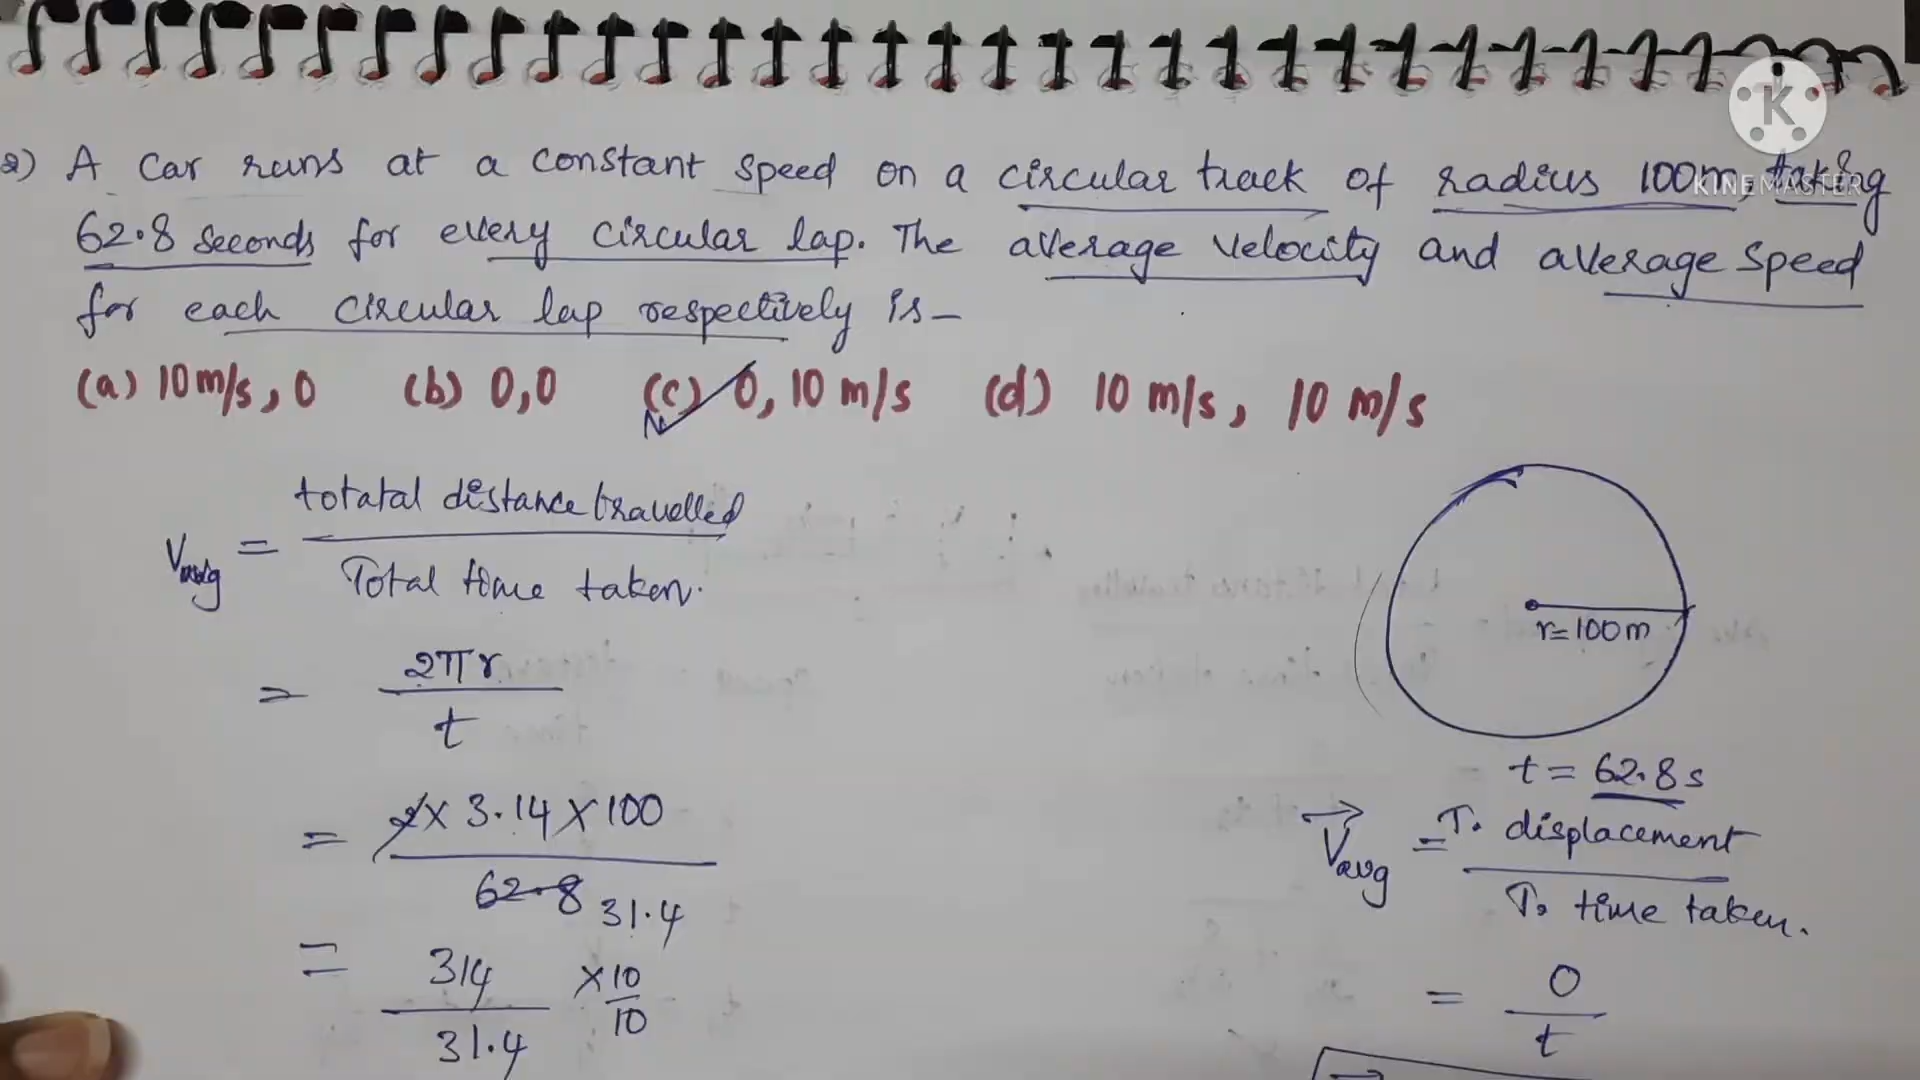 2) A Car runs at a constant speed on a circular track of radius 100m, taking
62.8 seconds for every circular lap. The average velocity and average speed
for each circular lap respectively is –
(a) 10 m/s, 0 (b) 0,0 (c) 0, 10 m/s (d) 10 m/s, 10 m/s
totatal distance travelled
Vavg =
Total time taken.
= 2πr
t
= 2 x 3.14 x 100
62.8 31.4
= 314 x 10
31.4 10
r=100m
t = 62.8s
Vavg = T. displacement
T. time taken.
= 0
t
K
KINEMASTER